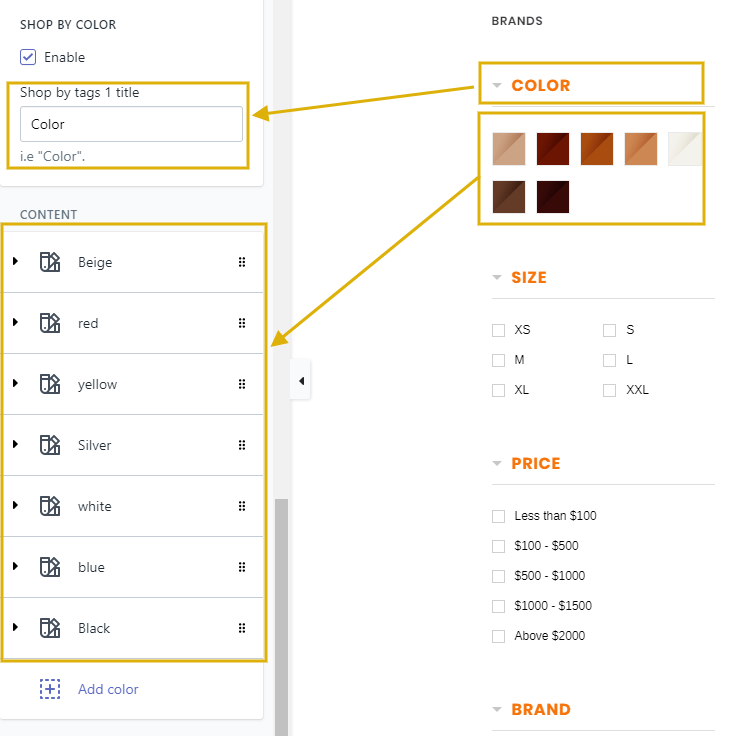 SHOP BY COLOR
Enable
Shop by tags 1 title
Color
i.e "Color".
CONTENT
Beige
red
yellow
Silver
white
blue
Black
Add color
BRANDS
COLOR
SIZE
XS S
M L
XL XXL
PRICE
Less than $100
$100 - $500
$500 - $1000
$1000 - $1500
Above $2000
BRAND